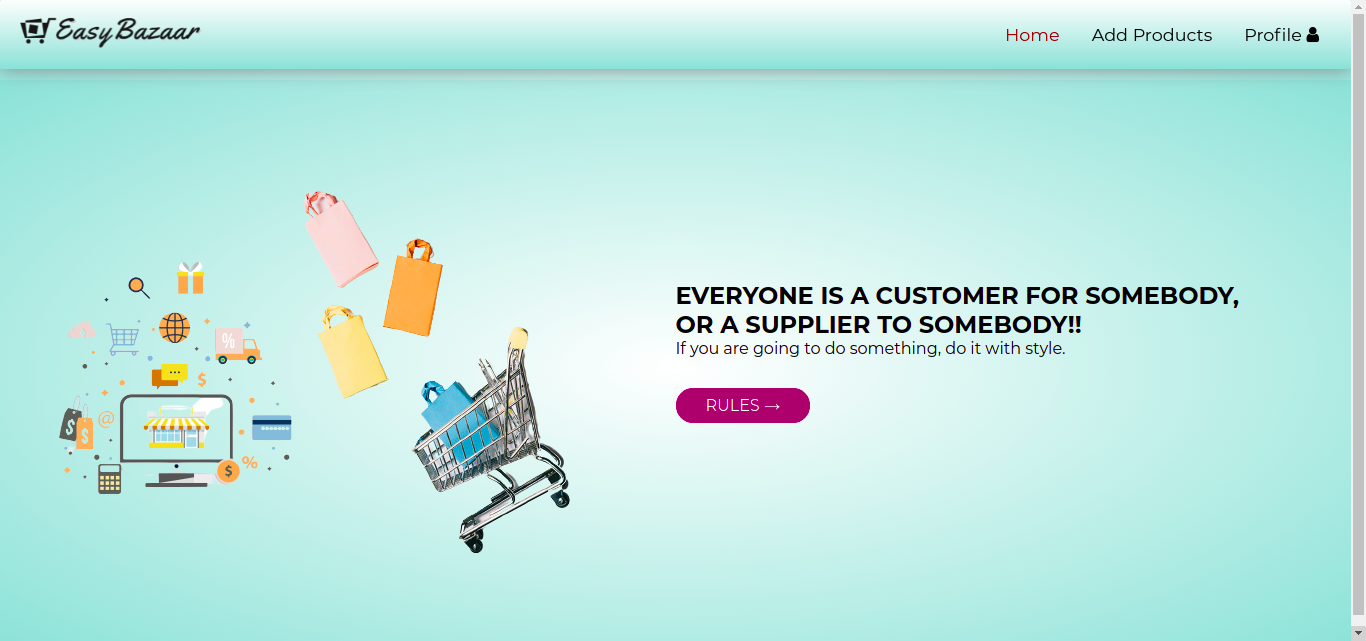 EasyBazaar
Home
Add Products
Profile
EVERYONE IS A CUSTOMER FOR SOMEBODY,
OR A SUPPLIER TO SOMEBODY!!
If you are going to do something, do it with style.
RULES →
%
$
@
$
$
$
%